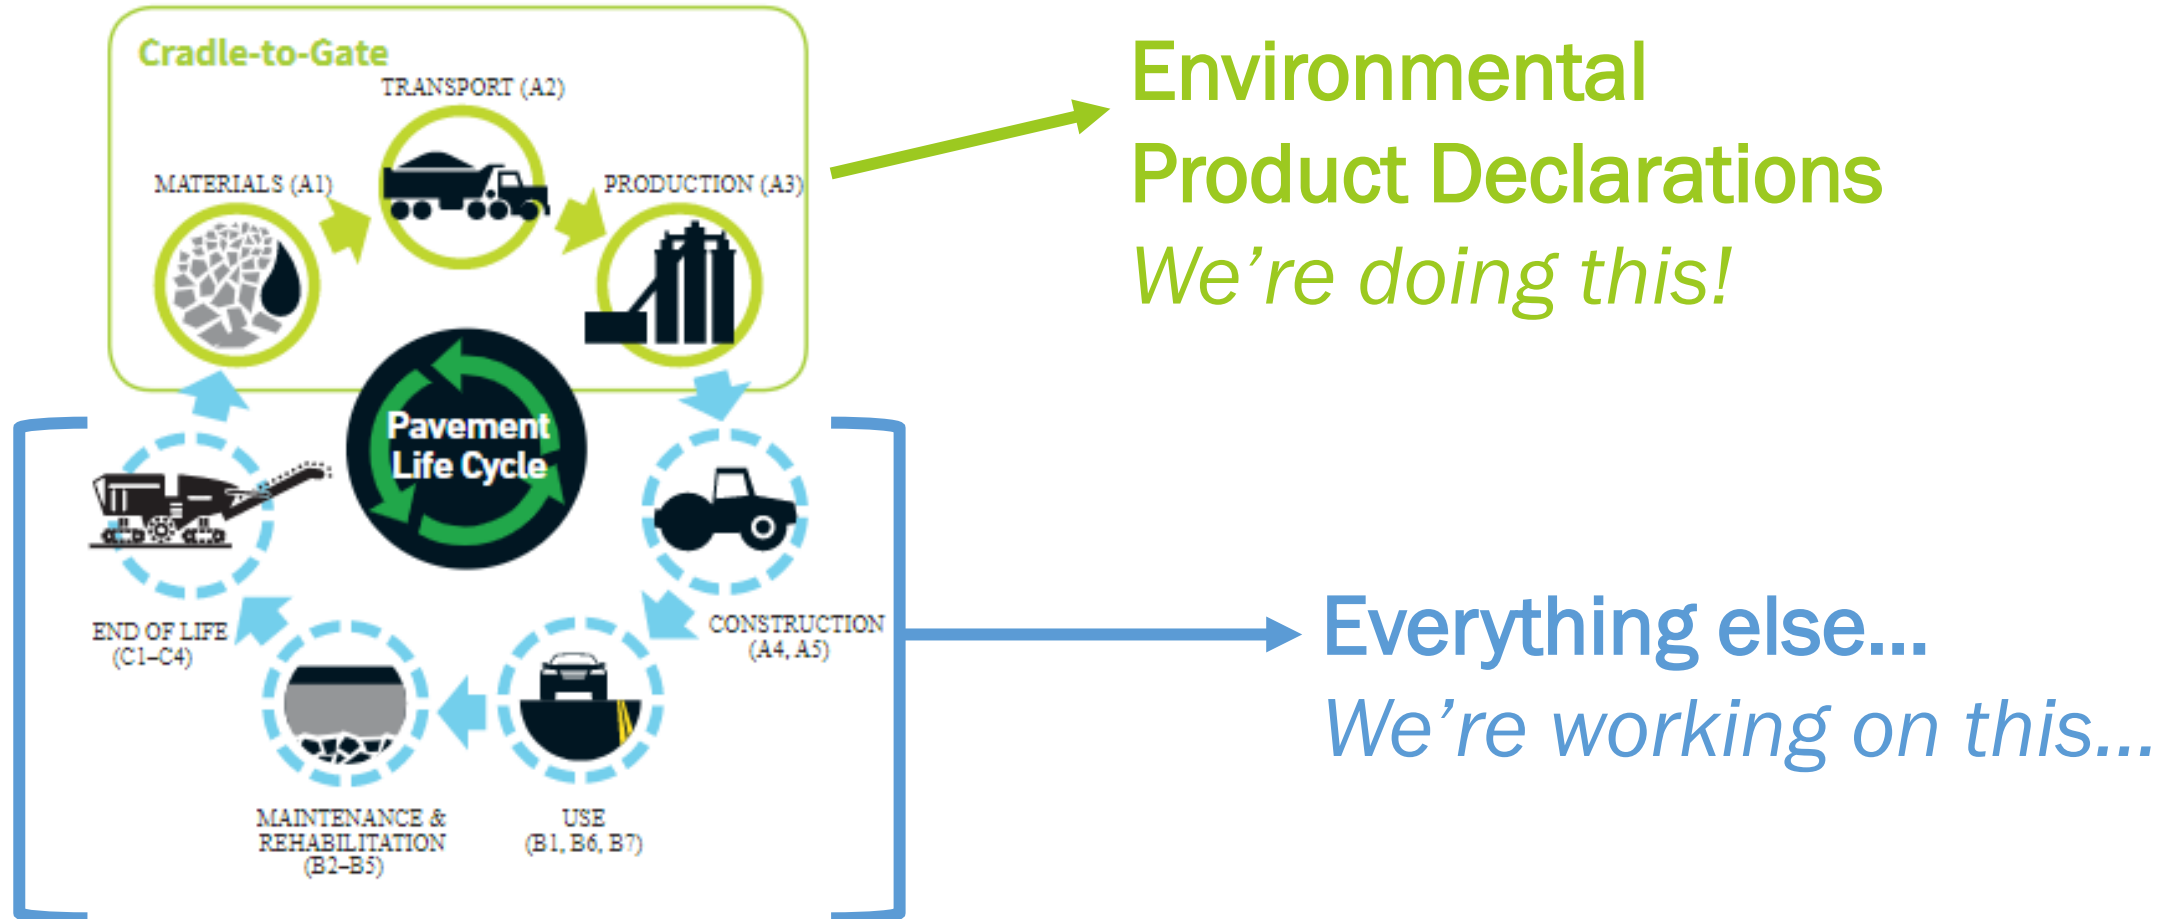 Cradle-to-Gate
TRANSPORT (A2)
MATERIALS (A1)
PRODUCTION (A3)
Pavement
Life Cycle
END OF LIFE
(C1–C4)
CONSTRUCTION
(A4, A5)
MAINTENANCE &
REHABILITATION
(B2–B5)
USE
(B1, B6, B7)
Environmental
Product Declarations
We're doing this!
Everything else...
We're working on this...